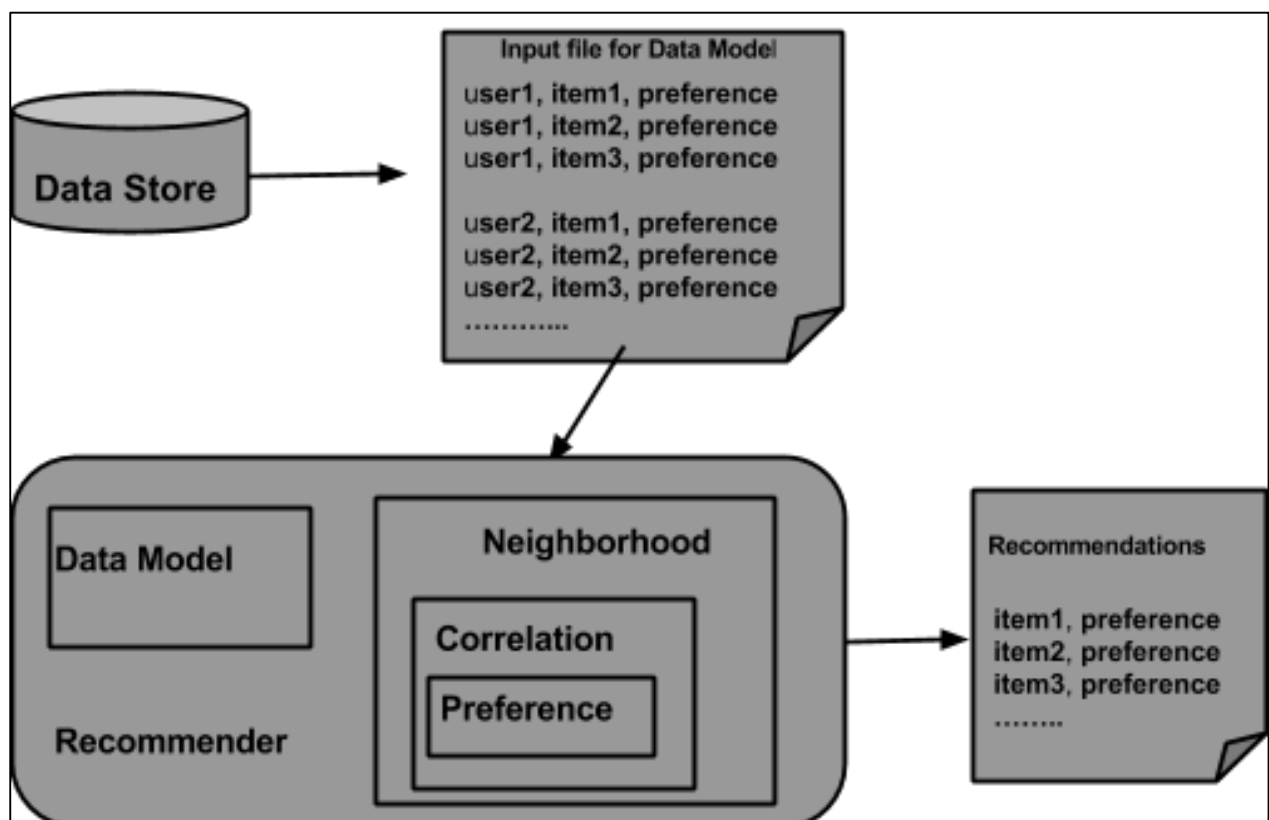 Data Store
Input file for Data Model
user1, item1, preference
user1, item2, preference
user1, item3, preference
user2, item1, preference
user2, item2, preference
user2, item3, preference
…………...
Data Model
Recommender
Neighborhood
Correlation
Preference
Recommendations
item1, preference
item2, preference
item3, preference
……..